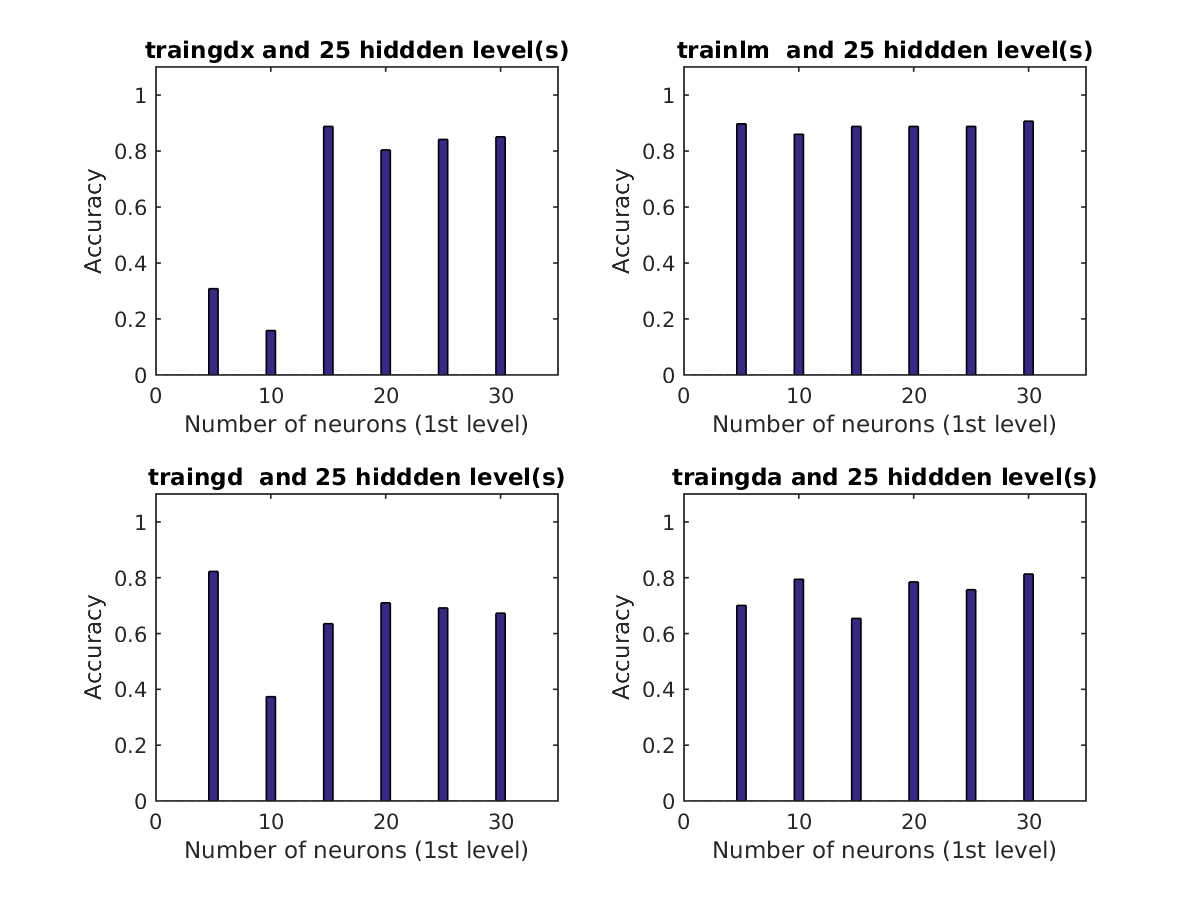 traingdx and 25 hiddden level(s)
1
0.8
0.6
0.4
0.2
0
Accuracy
0 10 20 30
Number of neurons (1st level)
trainlm  and 25 hiddden level(s)
1
0.8
0.6
0.4
0.2
0
Accuracy
0 10 20 30
Number of neurons (1st level)
traingd  and 25 hiddden level(s)
1
0.8
0.6
0.4
0.2
0
Accuracy
0 10 20 30
Number of neurons (1st level)
traingda and 25 hiddden level(s)
1
0.8
0.6
0.4
0.2
0
Accuracy
0 10 20 30
Number of neurons (1st level)